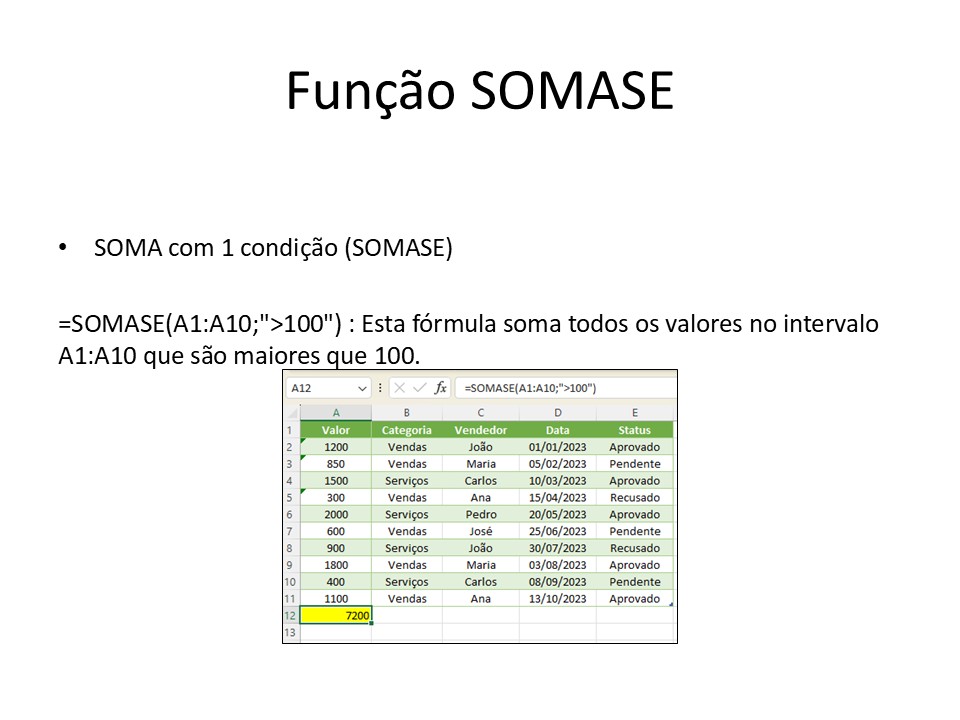 Função SOMASE
• SOMA com 1 condição (SOMASE)
=SOMASE(A1:A10;">100") : Esta fórmula soma todos os valores no intervalo
A1:A10 que são maiores que 100.
A12 fx =SOMASE(A1:A10;">100")
A B C D E
1 Valor Categoria Vendedor Data Status
2 1200 Vendas João 01/01/2023 Aprovado
3 850 Vendas Maria 05/02/2023 Pendente
4 1500 Serviços Carlos 10/03/2023 Aprovado
5 300 Vendas Ana 15/04/2023 Recusado
6 2000 Serviços Pedro 20/05/2023 Aprovado
7 600 Vendas José 25/06/2023 Pendente
8 900 Serviços João 30/07/2023 Recusado
9 1800 Vendas Maria 03/08/2023 Aprovado
10 400 Serviços Carlos 08/09/2023 Pendente
11 1100 Vendas Ana 13/10/2023 Aprovado
12 7200
13